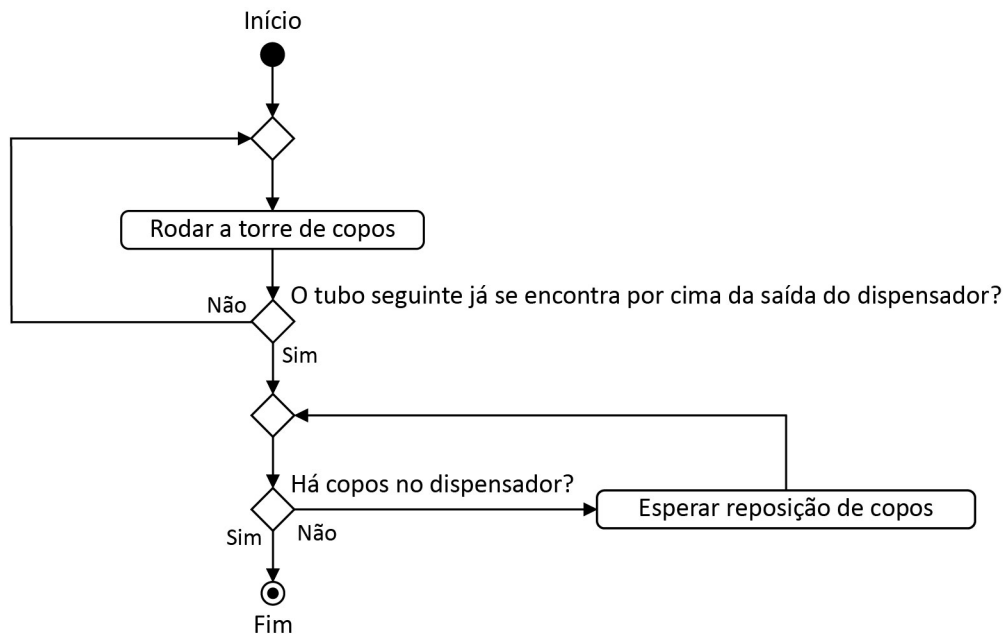 Início
Rodar a torre de copos
O tubo seguinte já se encontra por cima da saída do dispensador?
Não
Sim
Há copos no dispensador?
Esperar reposição de copos
Sim
Não
Fim